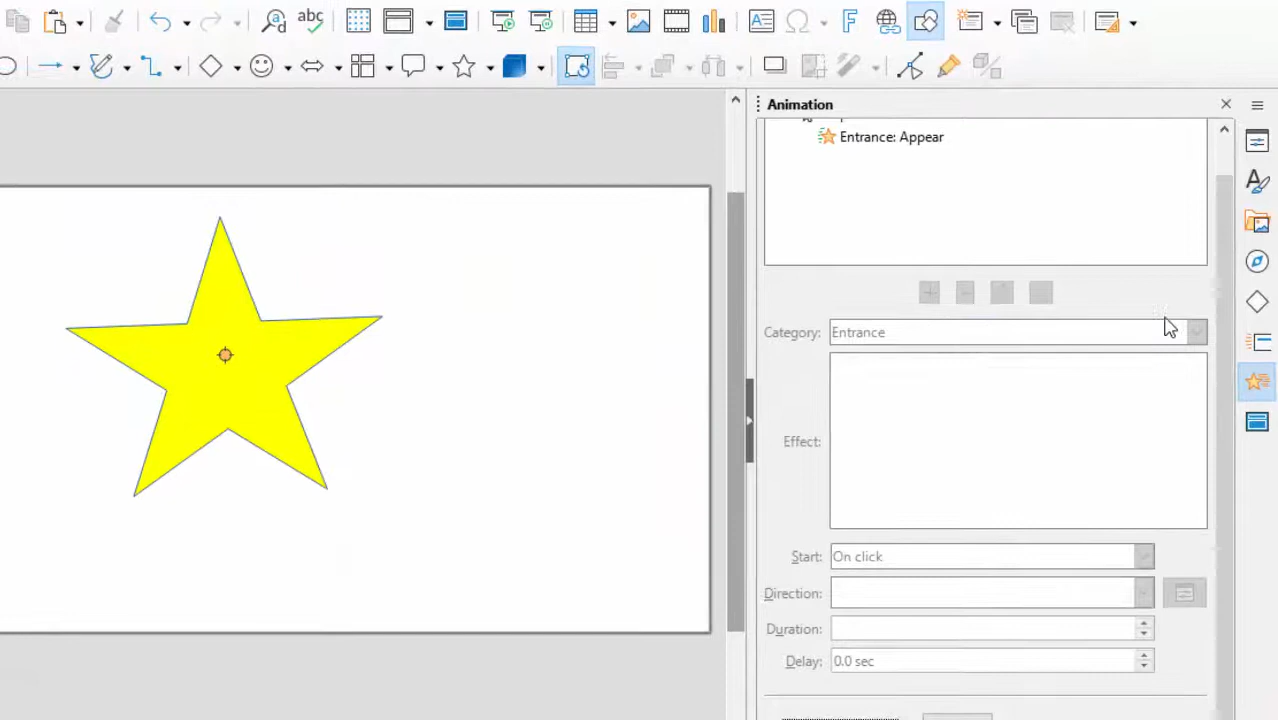 abc
A
Ω
F
Animation
Entrance: Appear
Category: Entrance
Effect:
Start: On click
Direction:
Duration:
Delay: 0.0 sec